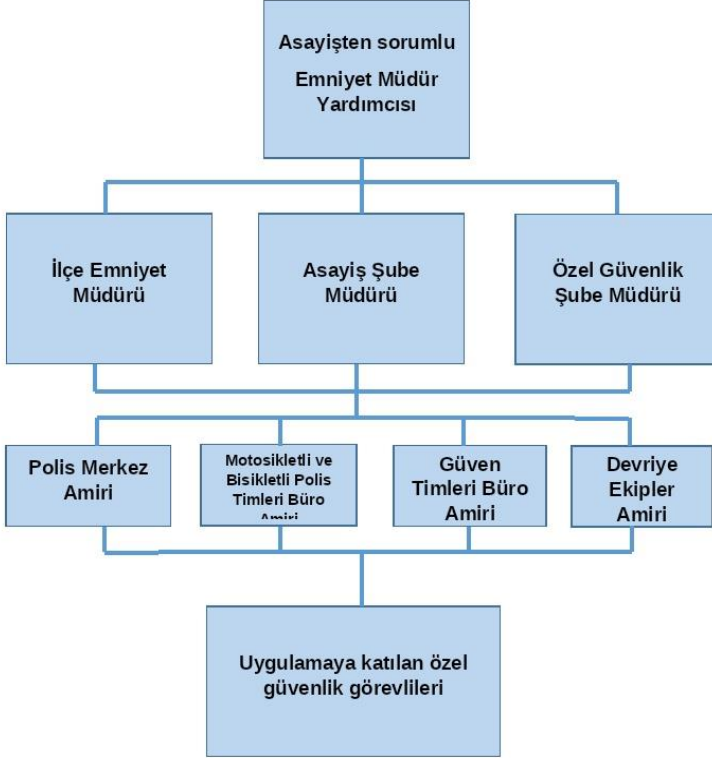 Asayişten sorumlu
Emniyet Müdür
Yardımcısı
İlçe Emniyet
Müdürü
Asayiş Şube
Müdürü
Özel Güvenlik
Şube Müdürü
Polis Merkez
Amiri
Motosikletli ve
Bisikletli Polis
Timleri Büro
Amiri
Güven
Timleri Büro
Amiri
Devriye
Ekipler
Amiri
Uygulamaya katılan özel
güvenlik görevlileri